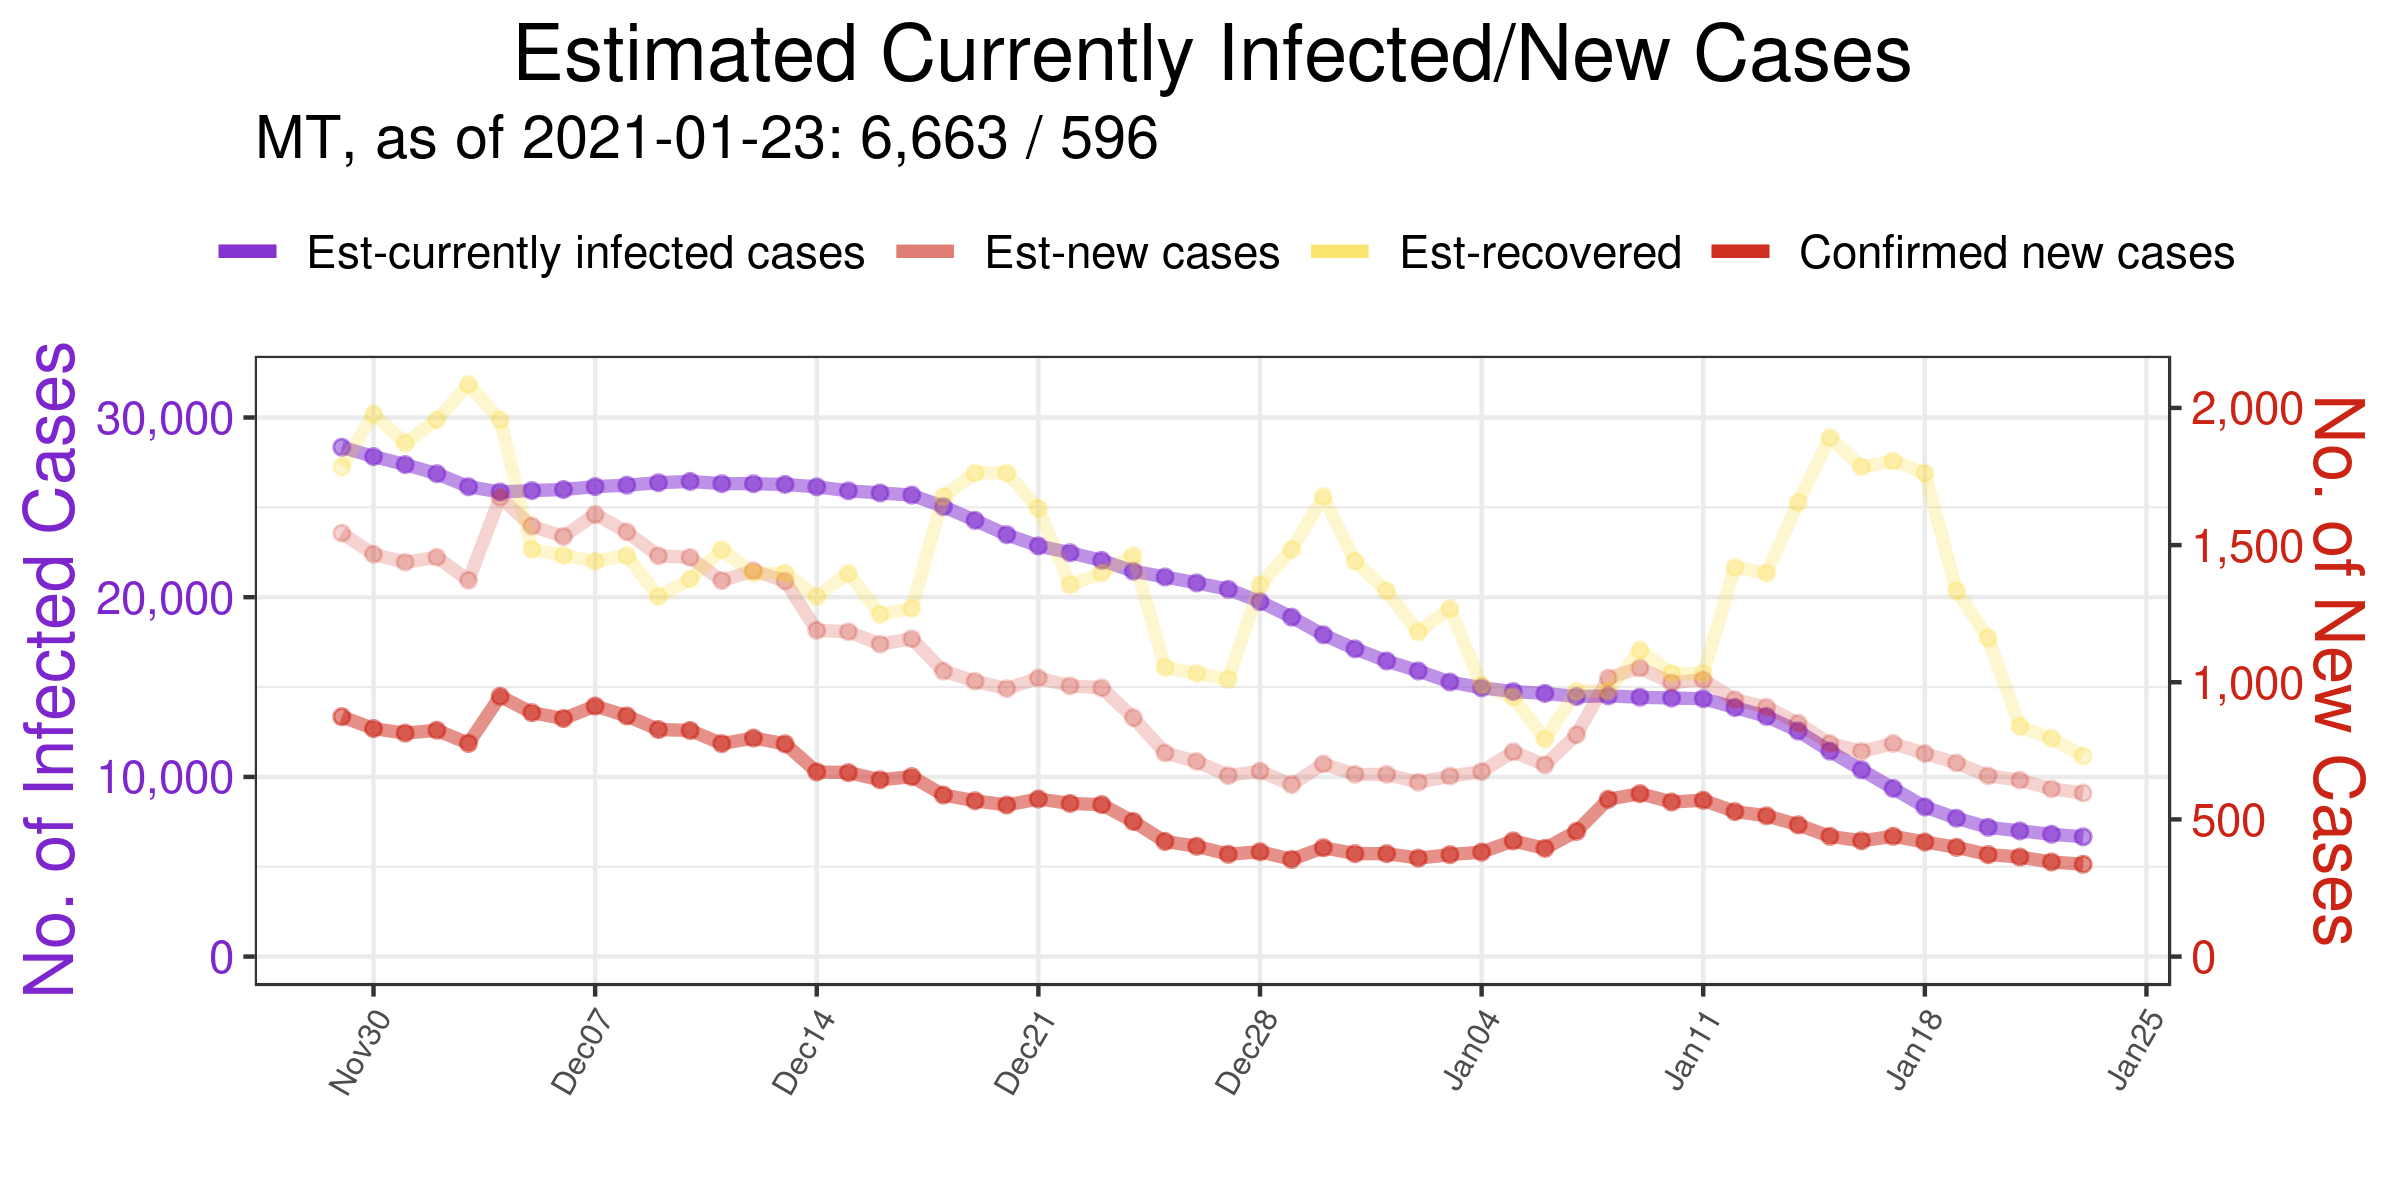 Estimated Currently Infected/New Cases
MT, as of 2021-01-23: 6,663 / 596
Est-currently infected cases Est-new cases Est-recovered Confirmed new cases
No. of Infected Cases
30,000
20,000
10,000
0
2,000
1,500
1,000
500
0
No. of New Cases
Nov30 Dec07 Dec14 Dec21 Dec28 Jan04 Jan11 Jan18 Jan25